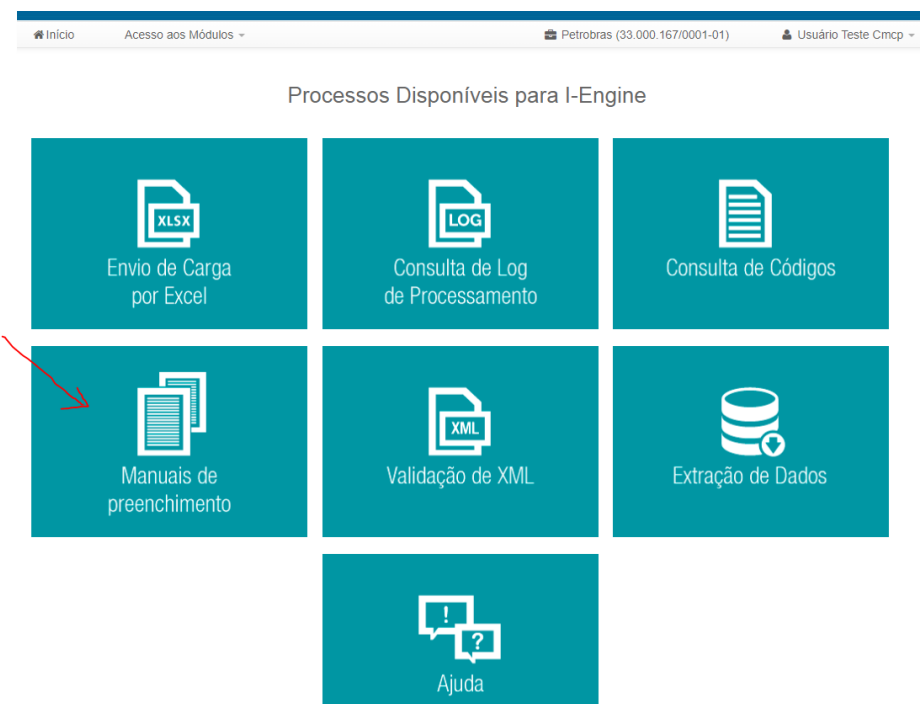 Início
Acesso aos Módulos
Petrobras (33.000.167/0001-01)
Usuário Teste Cmcp
Processos Disponíveis para I-Engine
XLSX
Envio de Carga
por Excel
LOG
Consulta de Log
de Processamento
Consulta de Códigos
Manuais de
preenchimento
XML
Validação de XML
Extração de Dados
!
?
Ajuda